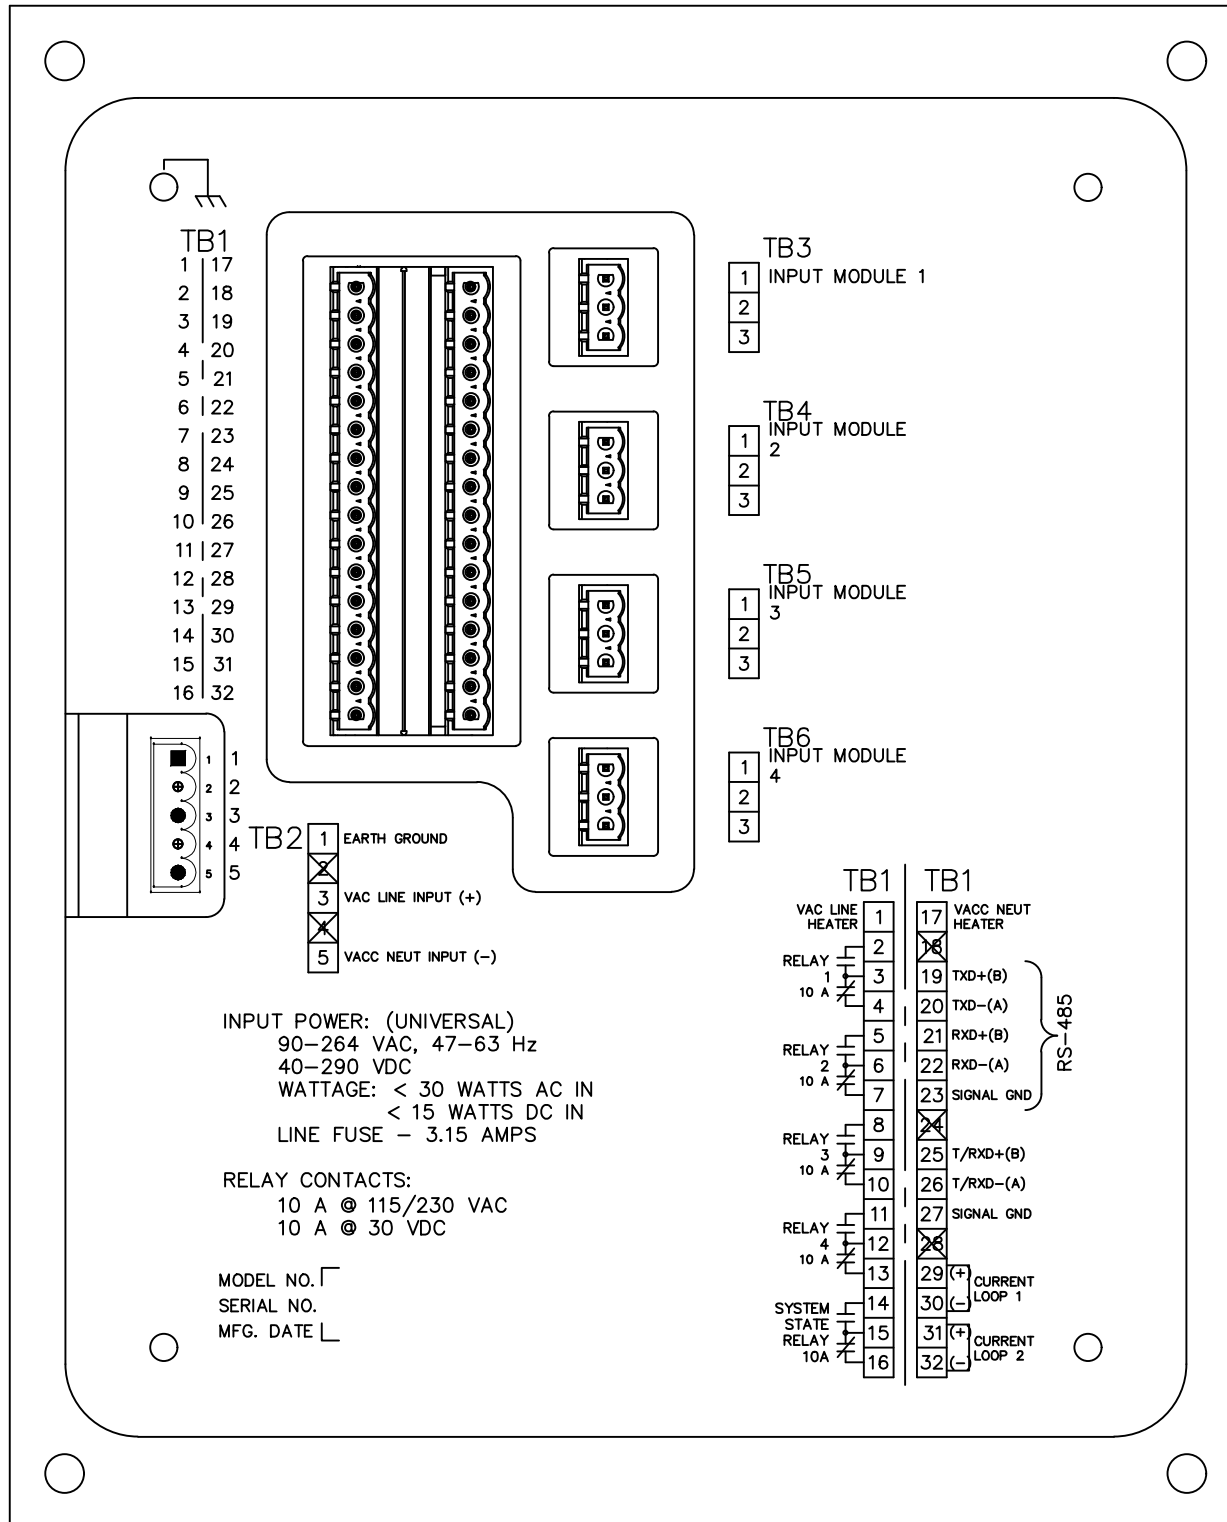 TB1
1 17
2 18
3 19
4 20
5 21
6 22
7 23
8 24
9 25
10 26
11 27
12 28
13 29
14 30
15 31
16 32
TB3
1 INPUT MODULE 1
2
3
TB4
1 INPUT MODULE
2
2
3
TB5
1 INPUT MODULE
3
2
3
TB6
1 INPUT MODULE
4
2
3
1 1
2 2
3 3
4 4
5 5
TB2
1 EARTH GROUND
2
3 VAC LINE INPUT (+)
4
5 VACC NEUT INPUT (-)
INPUT POWER: (UNIVERSAL)
90-264 VAC, 47-63 Hz
40-290 VDC
WATTAGE: < 30 WATTS AC IN
< 15 WATTS DC IN
LINE FUSE - 3.15 AMPS
RELAY CONTACTS:
10 A @ 115/230 VAC
10 A @ 30 VDC
MODEL NO.
SERIAL NO.
MFG. DATE
TB1
VAC LINE
HEATER
1
2
RELAY
1
10 A
3
4
5
RELAY
2
10 A
6
7
8
RELAY
3
10 A
9
10
11
RELAY
4
10 A
12
13
14
SYSTEM
STATE
RELAY
10A
15
16
TB1
17 VACC NEUT
HEATER
18
19 TXD+(B)
20 TXD-(A)
21 RXD+(B)
22 RXD-(A)
23 SIGNAL GND
RS-485
24
25 T/RXD+(B)
26 T/RXD-(A)
27 SIGNAL GND
28
29 (+)
30 (-)
CURRENT
LOOP 1
31 (+)
32 (-)
CURRENT
LOOP 2